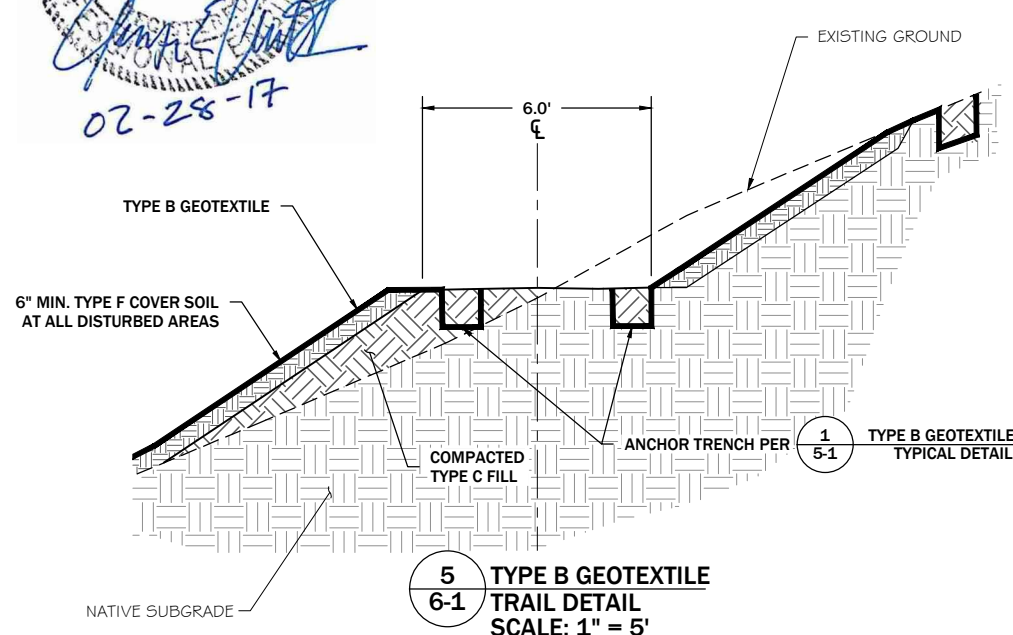 02-28-17
EXISTING GROUND
6.0'
℄
TYPE B GEOTEXTILE
6" MIN. TYPE F COVER SOIL
AT ALL DISTURBED AREAS
COMPACTED
TYPE C FILL
ANCHOR TRENCH PER
1
5-1
TYPE B GEOTEXTILE
TYPICAL DETAIL
NATIVE SUBGRADE
5
6-1
TYPE B GEOTEXTILE
TRAIL DETAIL
SCALE: 1" = 5'